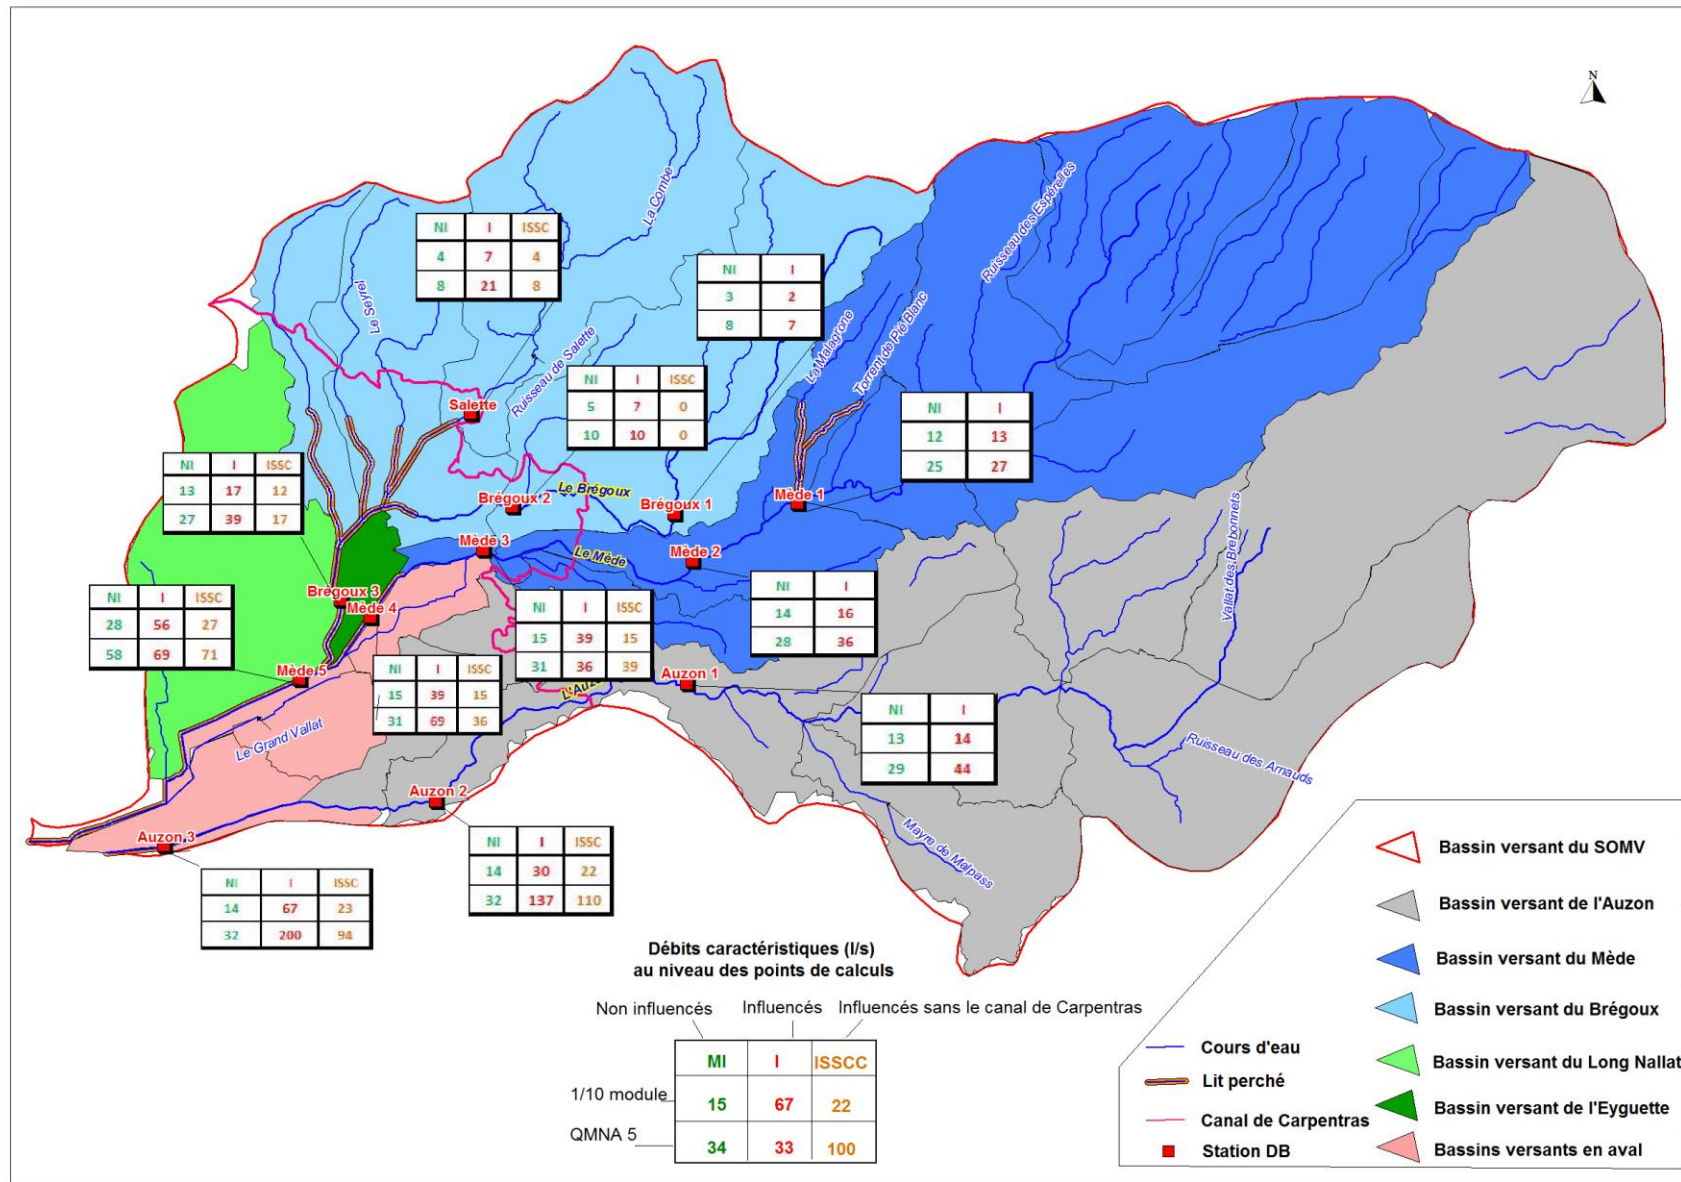 N
La Combe
Ruisseau des Espérelles
NI I ISSC
4 7 4
8 21 8
Le Seyrel
NI I
3 2
8 7
La Malagrone
Torrent de Pié Blanc
Ruisseau de Salette
NI I ISSC
5 7 0
10 10 0
Salette
NI I
12 13
25 27
NI I ISSC
13 17 12
27 39 17
Brégoux 2
Le Brégoux
Brégoux 1
Mède 1
Vallat des Brebonnets
Mède 3
Le Mède
Mède 2
NI I ISSC
28 56 27
58 69 71
Brégoux 3
Mède 4
NI I ISSC
15 39 15
31 36 39
NI I
14 16
28 36
Mède 5
NI I ISSC
15 39 15
31 69 36
L'Auzo
Auzon 1
NI I
13 14
29 44
Le Grand Vallat
Ruisseau des Arnauds
Auzon 2
Auzon 3
Mayre de Malpass
NI I ISSC
14 30 22
32 137 110
NI I ISSC
14 67 23
32 200 94
Débits caractéristiques (l/s)
au niveau des points de calculs
Non influencés Influencés Influencés sans le canal de Carpentras
MI I ISSCC
1/10 module 15 67 22
QMNA 5 34 33 100
Cours d'eau
Lit perché
Canal de Carpentras
Station DB
Bassin versant du SOMV
Bassin versant de l'Auzon
Bassin versant du Mède
Bassin versant du Brégoux
Bassin versant du Long Nallat
Bassin versant de l'Eyguette
Bassins versants en aval